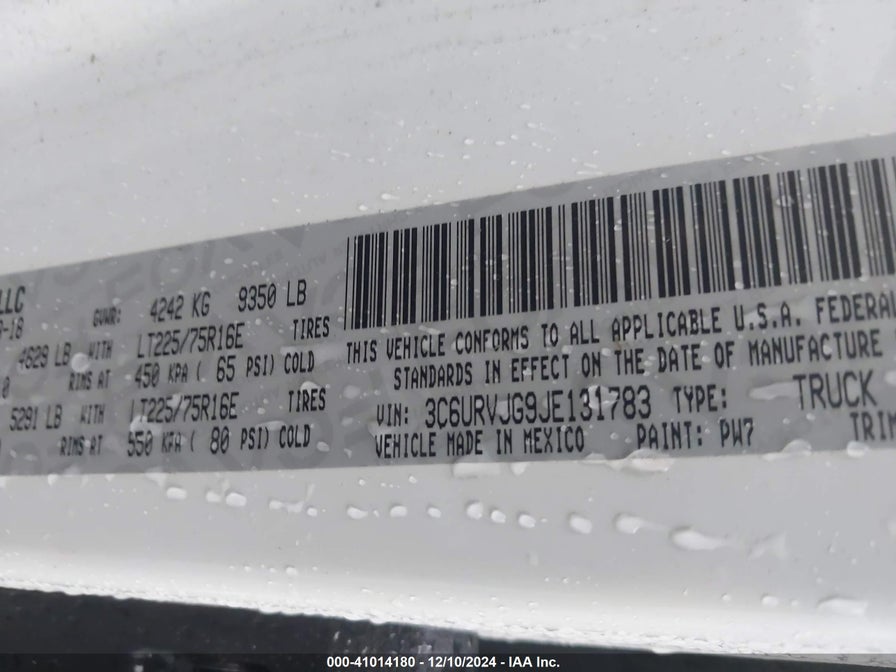 LLC
GVWR: 4242 KG 9350 LB
-18
4629 LB WITH LT225/75R16E TIRES
RIMS AT 450 KPA ( 65 PSI) COLD
5291 LB WITH LT225/75R16E TIRES
RIMS AT 550 KPA ( 80 PSI) COLD
THIS VEHICLE CONFORMS TO ALL APPLICABLE U.S.A. FEDERAL
STANDARDS IN EFFECT ON THE DATE OF MANUFACTURE
VIN: 3C6URVJG9JE131783 TYPE: TRUCK
VEHICLE MADE IN MEXICO PAINT: PW7 TRIM
000-41014180 - 12/10/2024 - IAA Inc.